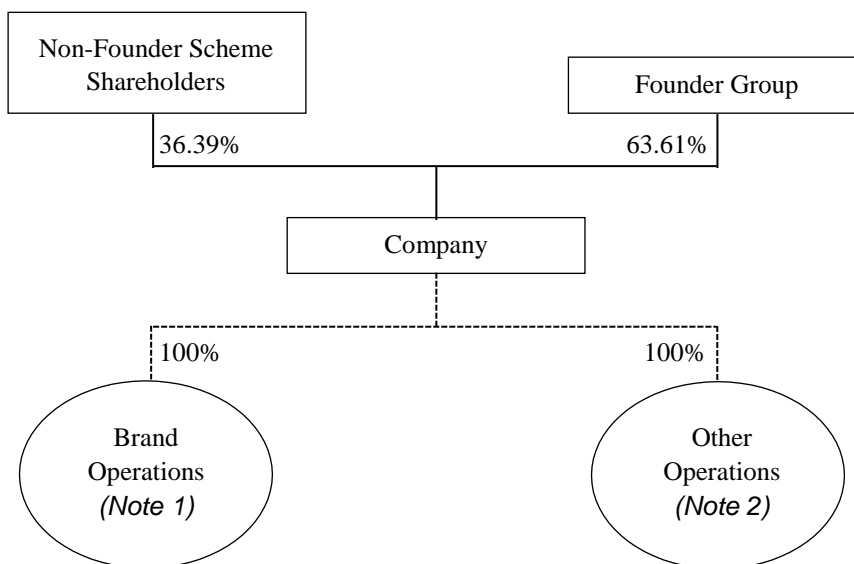 Non-Founder Scheme
Shareholders
Founder Group
36.39%
63.61%
Company
100%
100%
Brand
Operations
(Note 1)
Other
Operations
(Note 2)